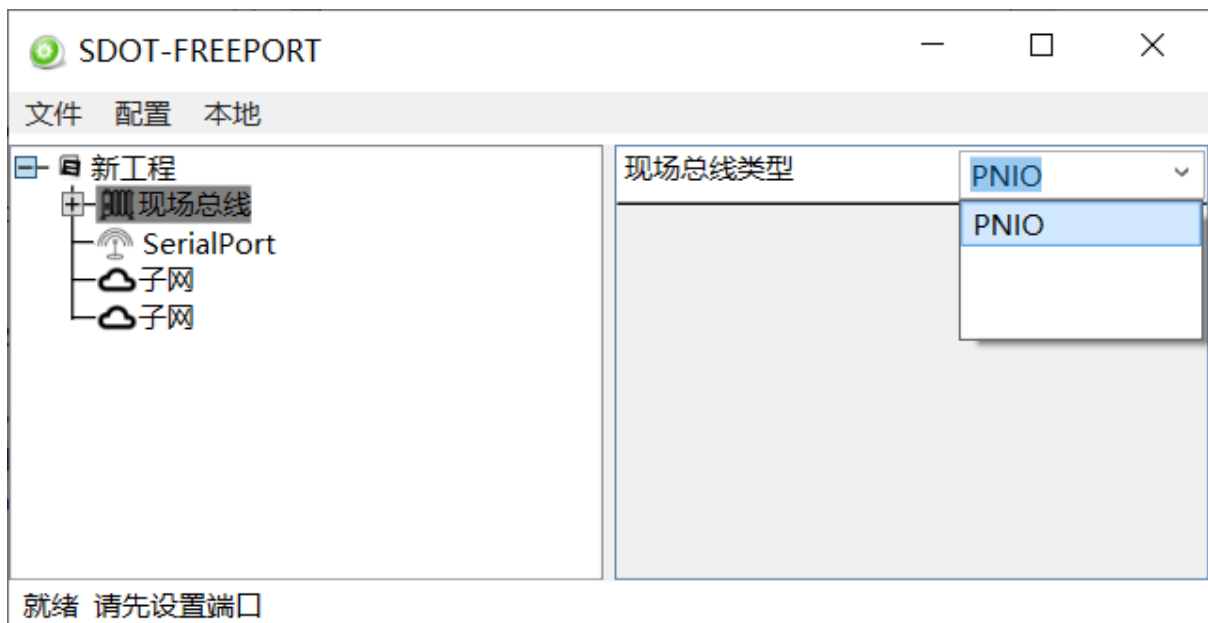 SDOT-FREEPORT
文件 配置 本地
新工程
现场总线
SerialPort
子网
子网
现场总线类型
PNIO
PNIO
就绪 请先设置端口